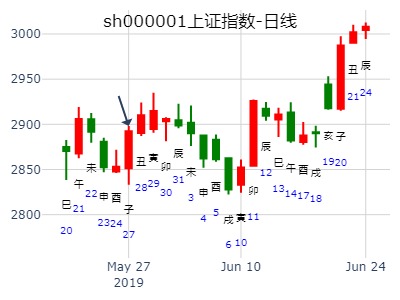 sh000001上证指数-日线
3000
2950
2900
2850
2800
巳
20
午
21
未
22
申
23
酉
24
子
27
丑
28
寅
29
卯
30
辰
31
未
3
申
4
酉
5
戌
6
寅
10
卯
11
辰
12
巳
13
午
14
酉
17
戌
18
亥
19
子
20
丑
21
辰
24
May 27
2019
Jun 10
Jun 24